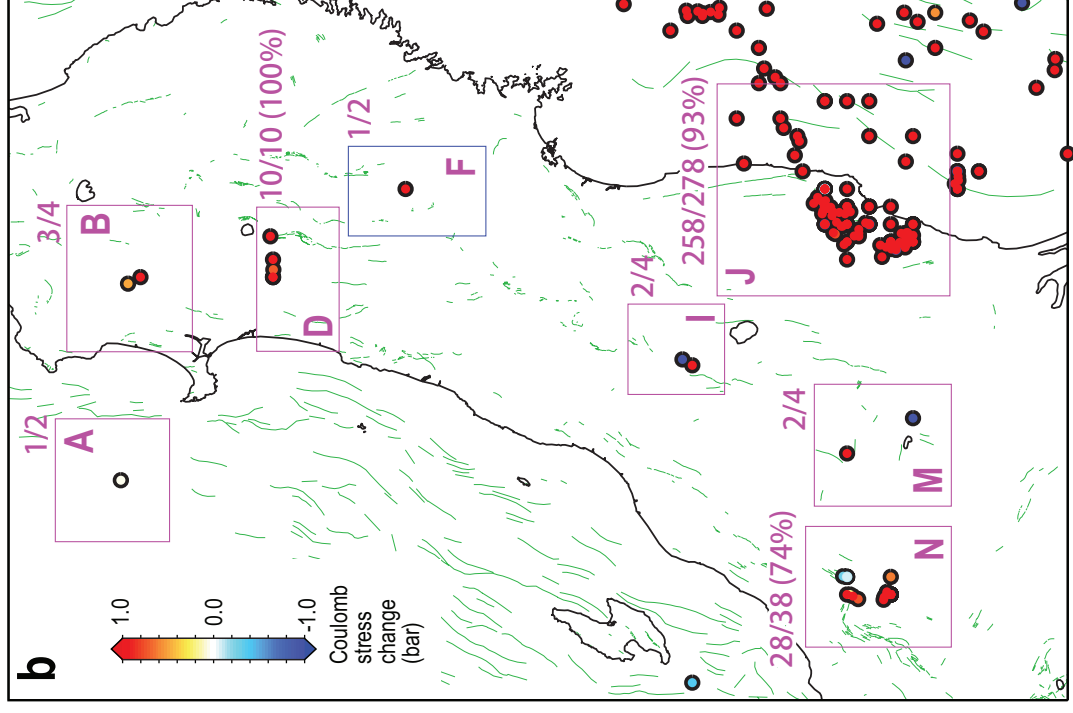 b
1.0
0.0
-1.0
Coulomb
stress
change
(bar)
1/2
A
3/4
B
10/10 (100%)
D
1/2
F
2/4
I
258/278 (93%)
J
2/4
M
28/38 (74%)
N